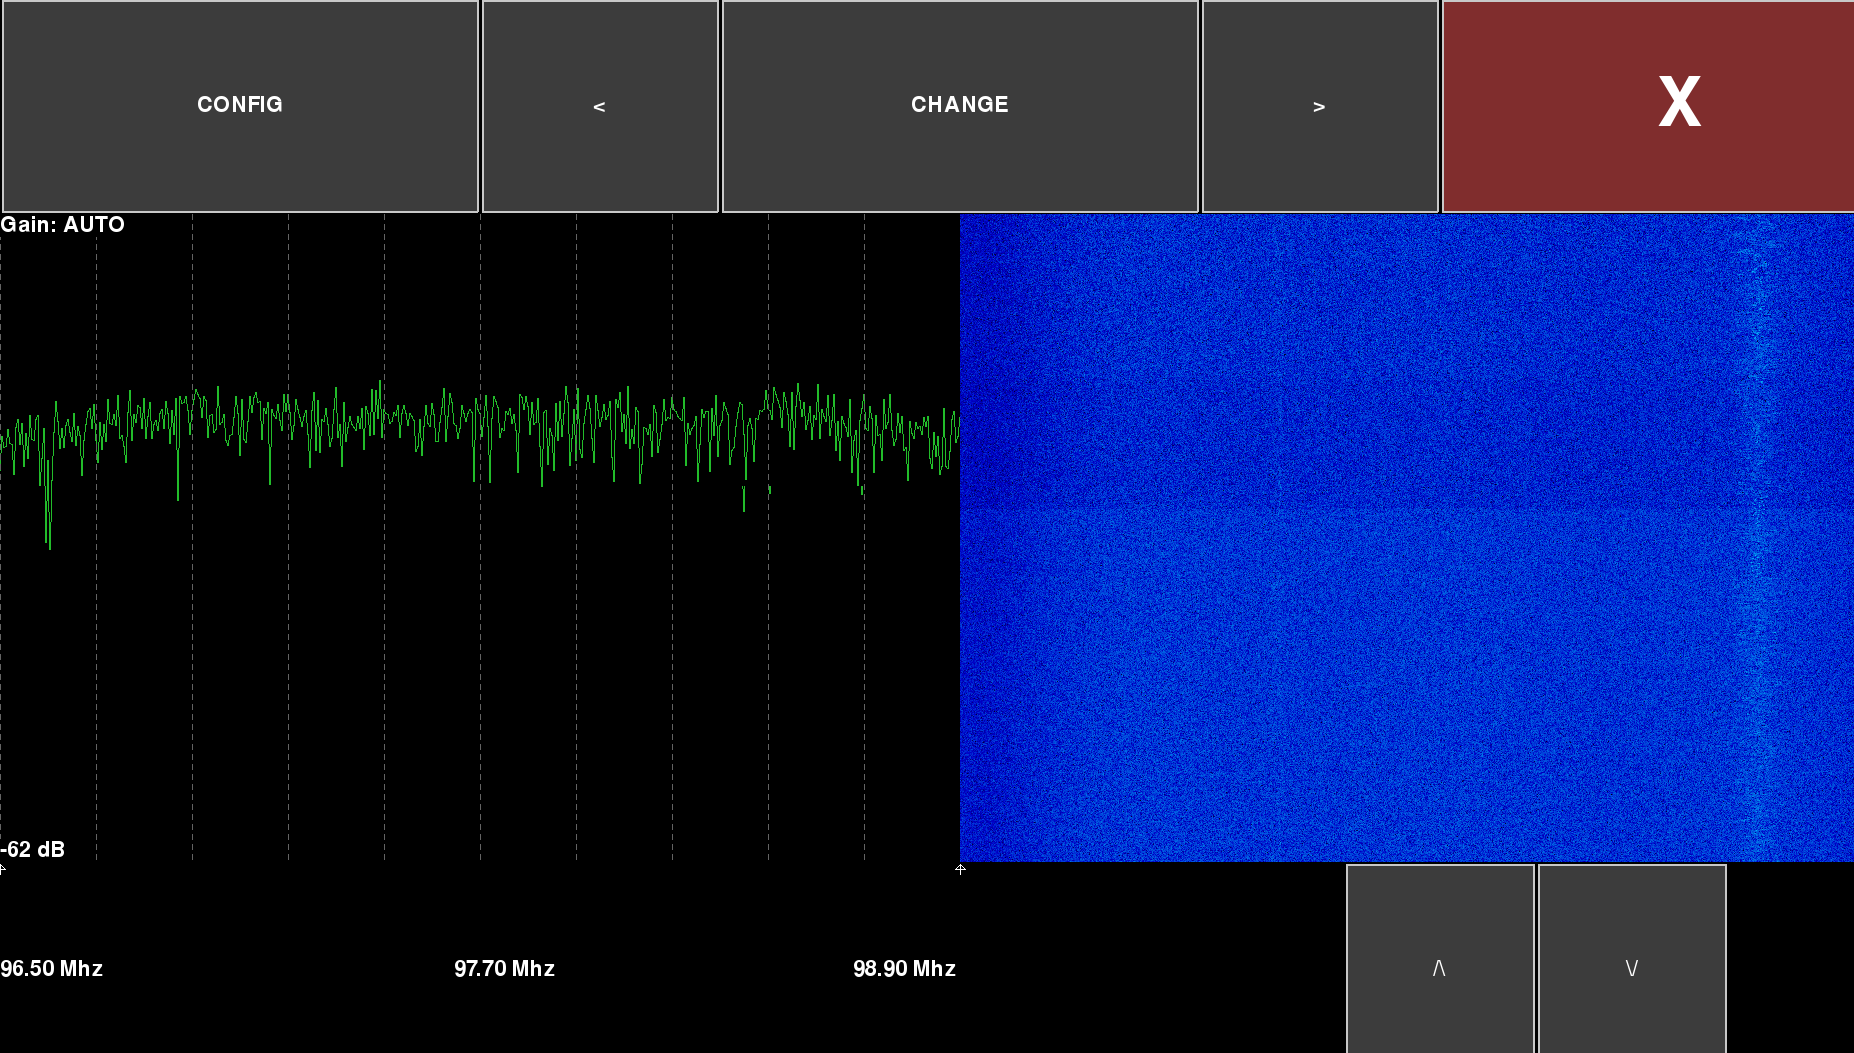 CONFIG
<
CHANGE
>
X
Gain: AUTO
-62 dB
96.50 Mhz
97.70 Mhz
98.90 Mhz
/\
\/